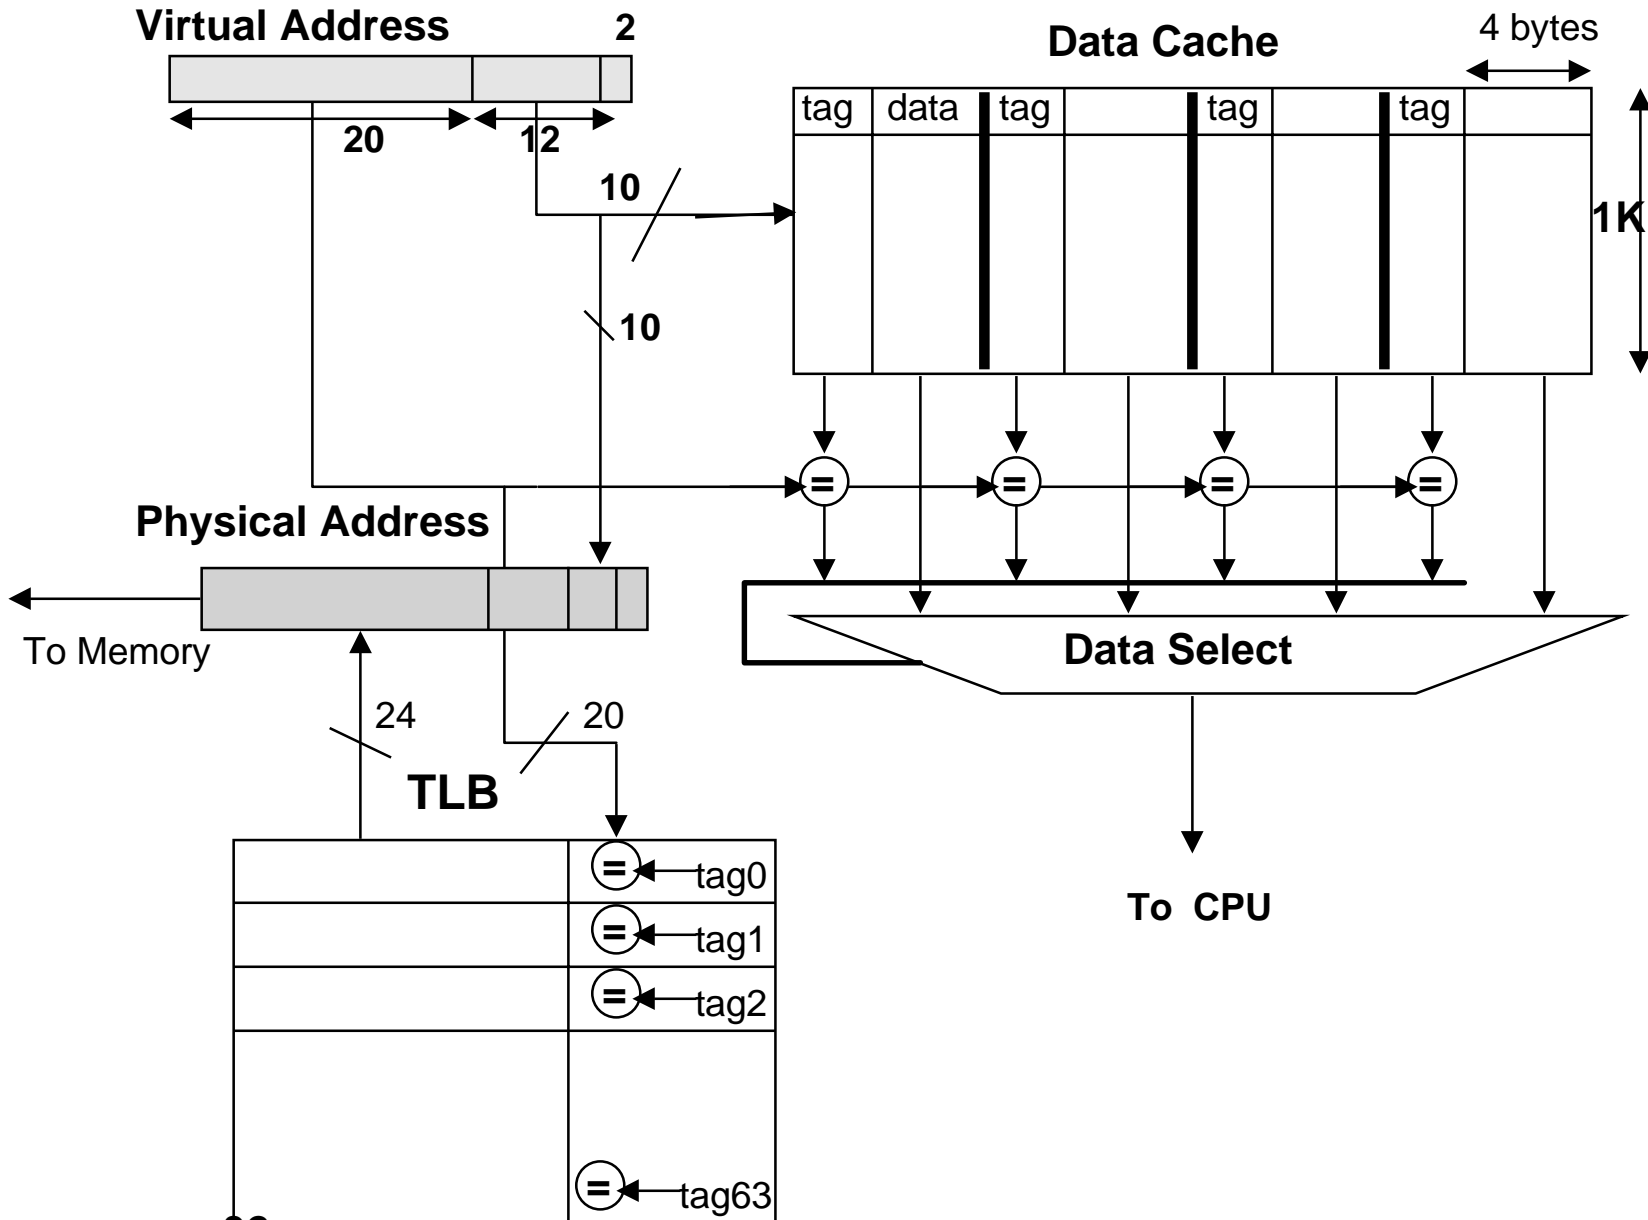 Virtual Address
2
20
12
Data Cache
4 bytes
tag data tag tag tag
10
1K
10
= = = =
Physical Address
To Memory
Data Select
24
20
TLB
= tag0
= tag1
= tag2
= tag63
To CPU